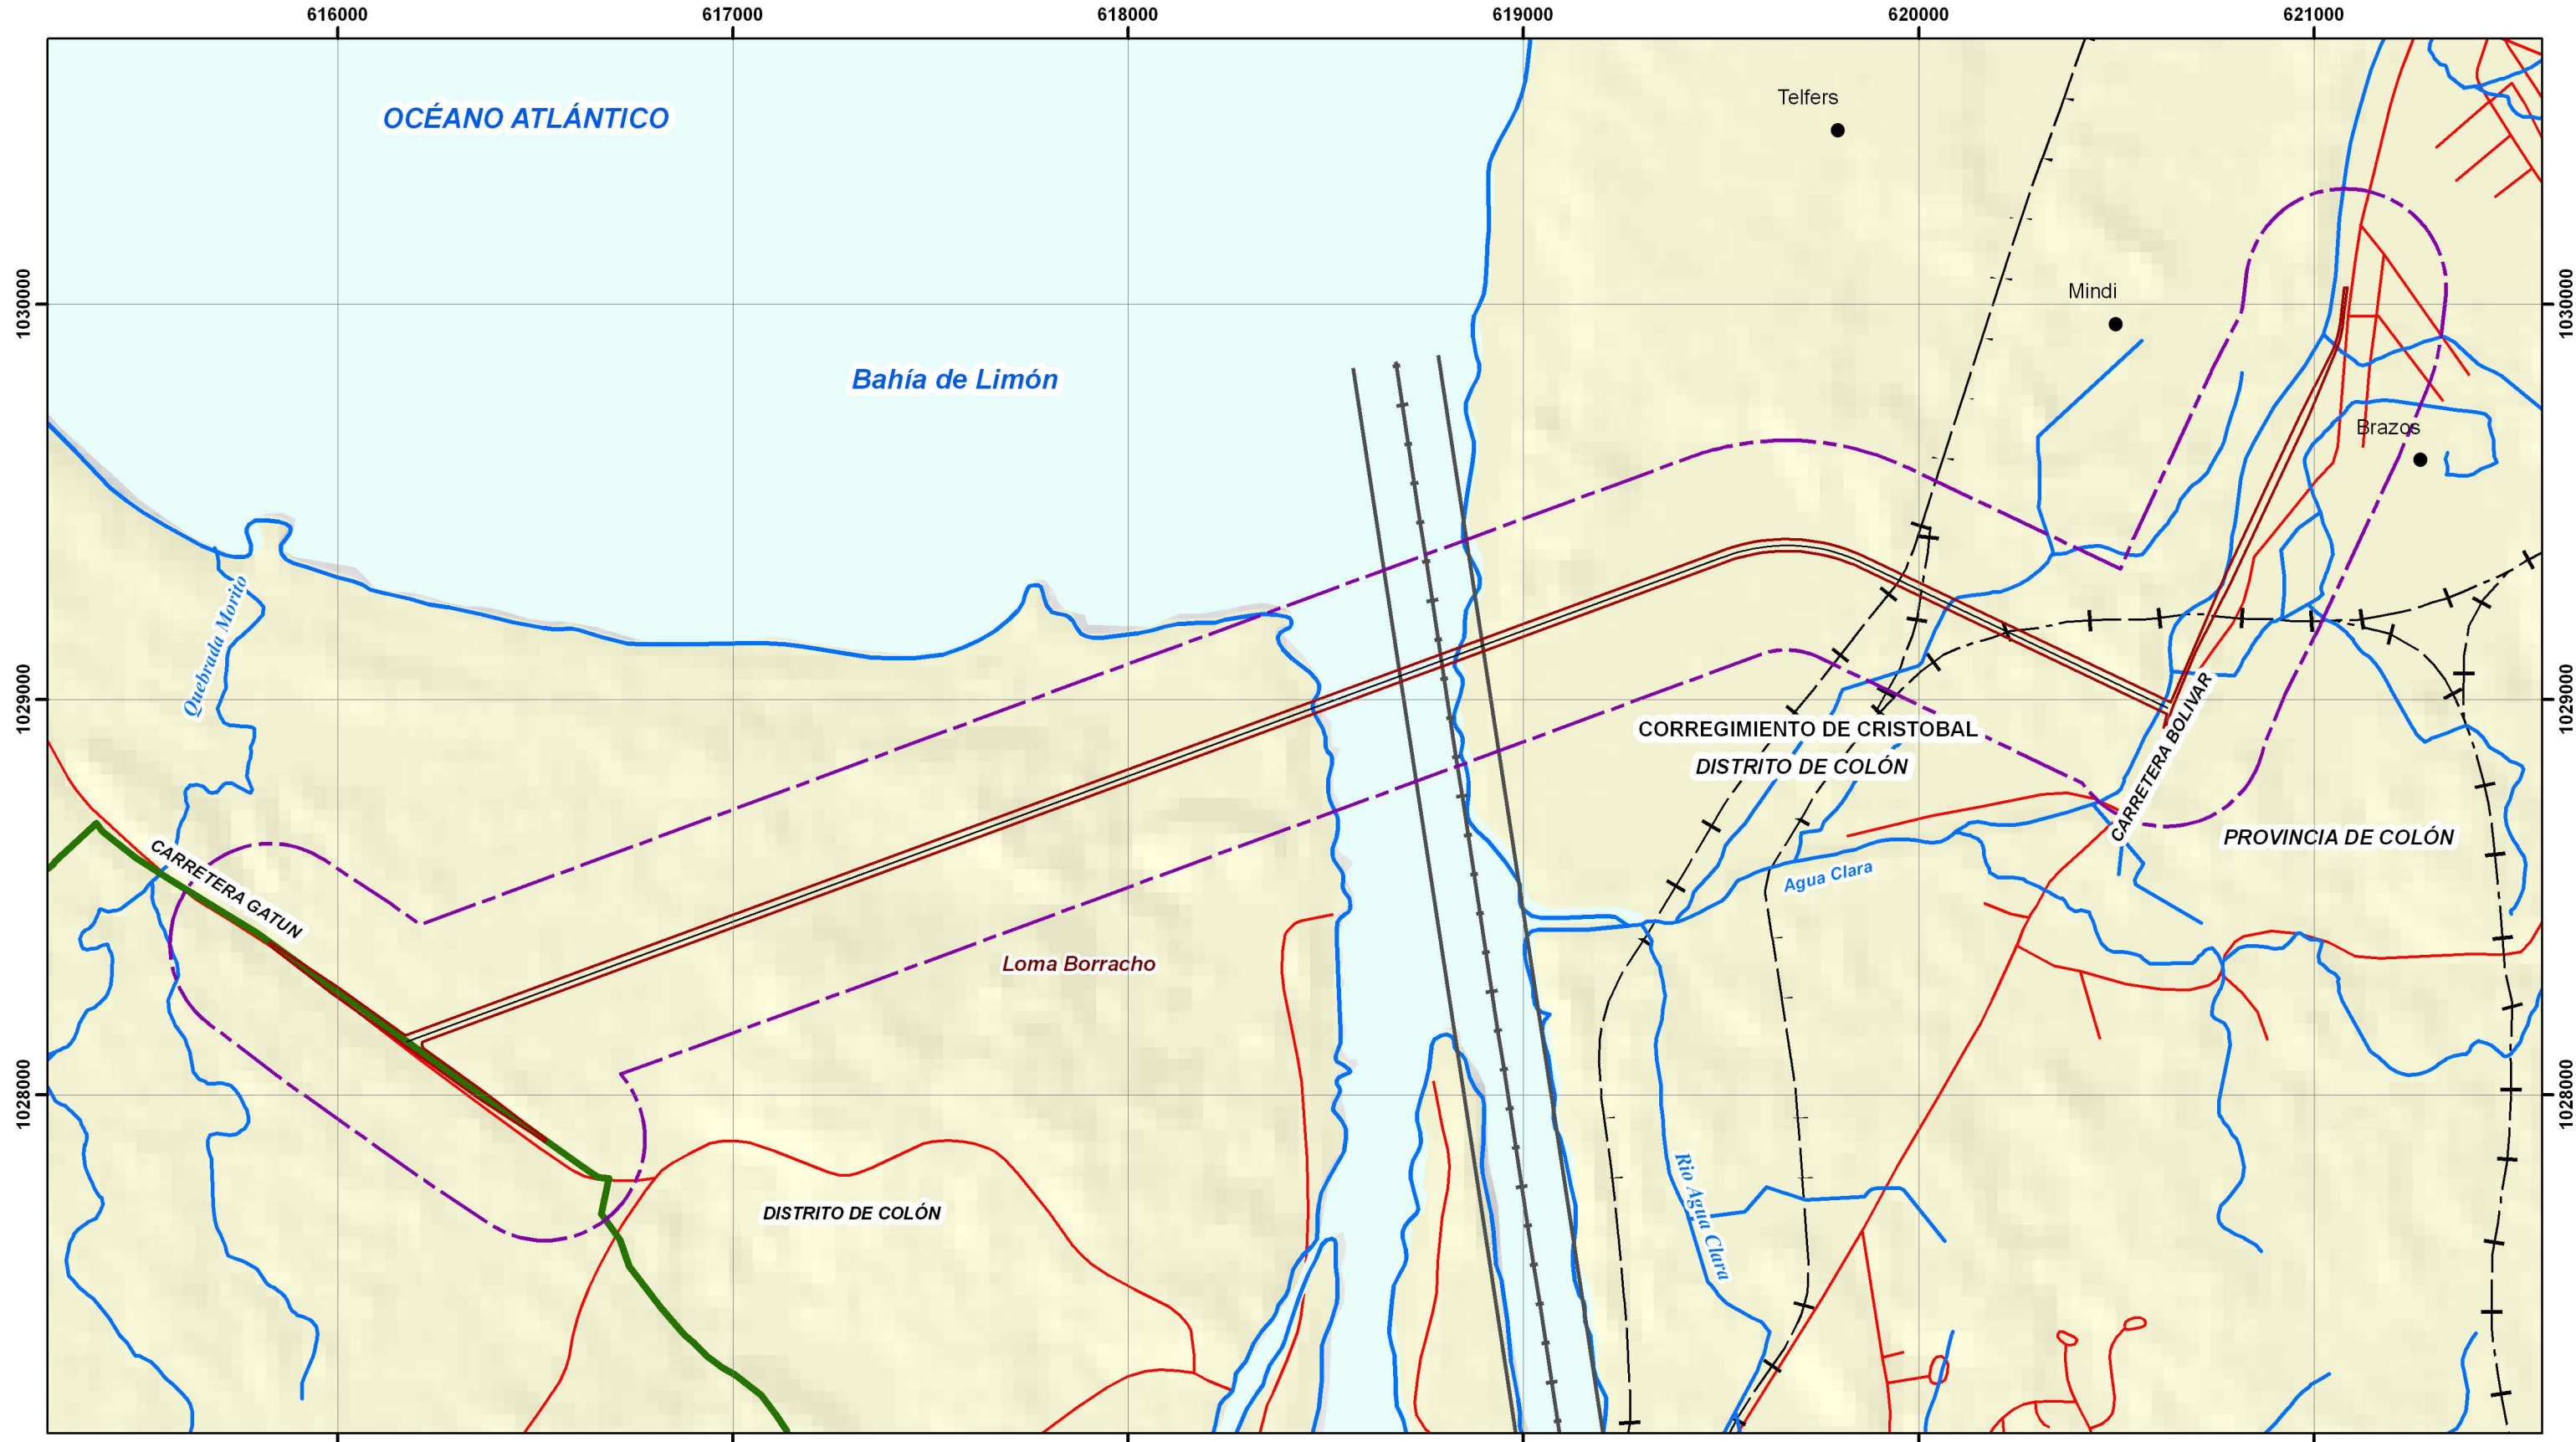 616000
617000
618000
619000
620000
621000
OCÉANO ATLÁNTICO
Telfers
Mindi
1030000
1030000
Bahía de Limón
Brazos
Quebrada Morito
1029000
1029000
CORREGIMIENTO DE CRISTOBAL
DISTRITO DE COLÓN
CARRETERA BOLIVAR
PROVINCIA DE COLÓN
CARRETERA GATUN
Agua Clara
Loma Borracho
1028000
1028000
Rio Agua Clara
DISTRITO DE COLÓN